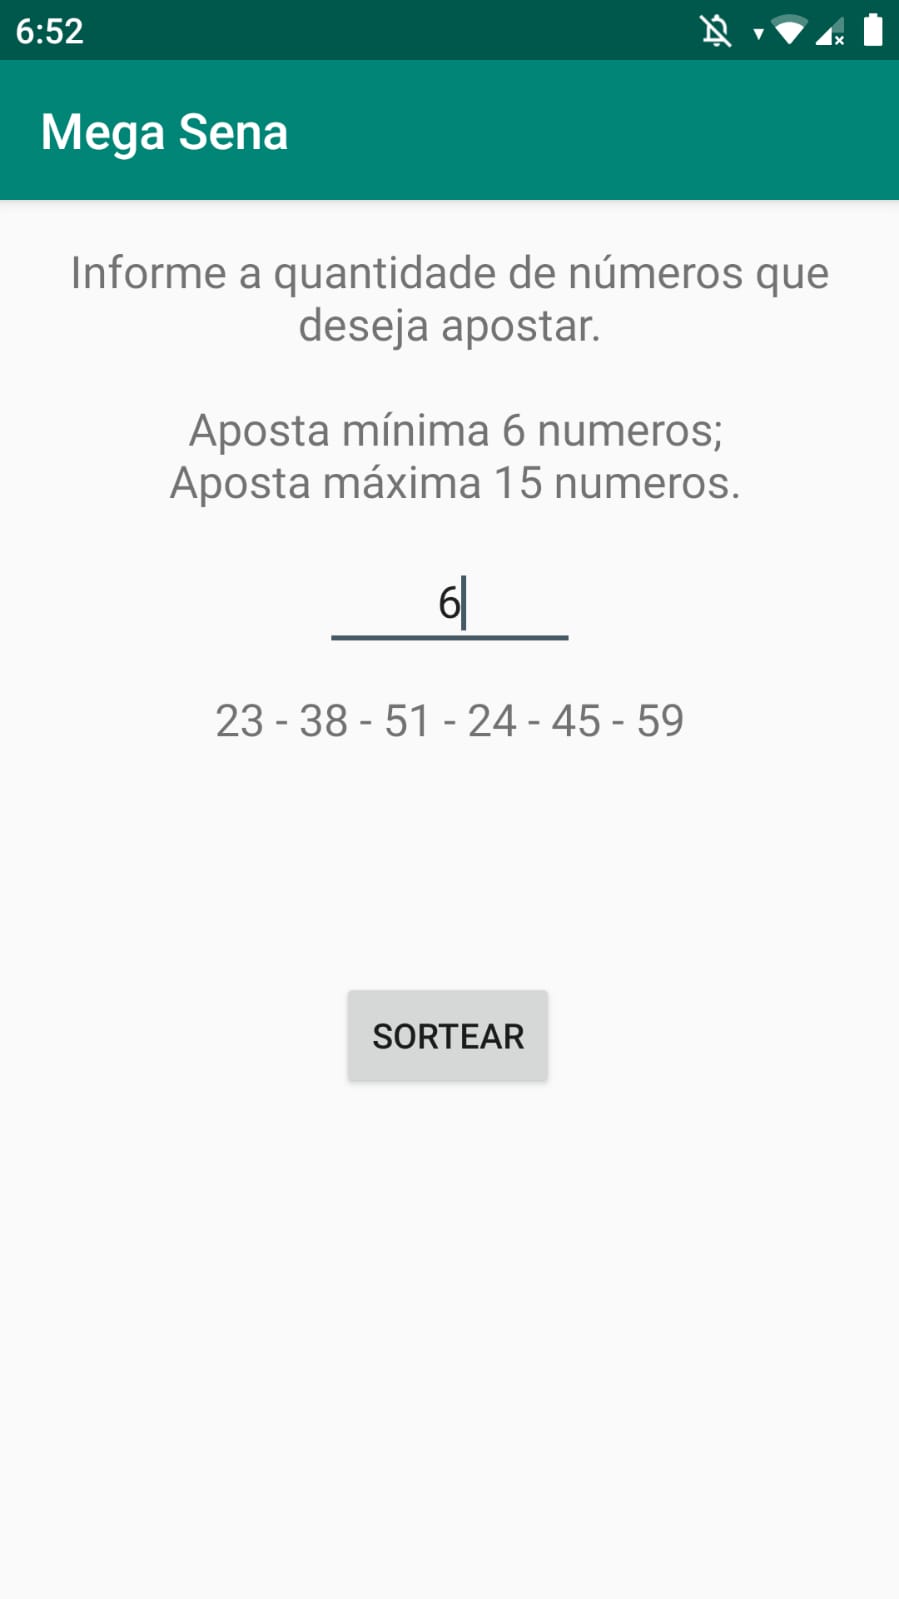 6:52
Mega Sena
Informe a quantidade de números que
deseja apostar.
Aposta mínima 6 numeros;
Aposta máxima 15 numeros.
6
23 - 38 - 51 - 24 - 45 - 59
SORTEAR